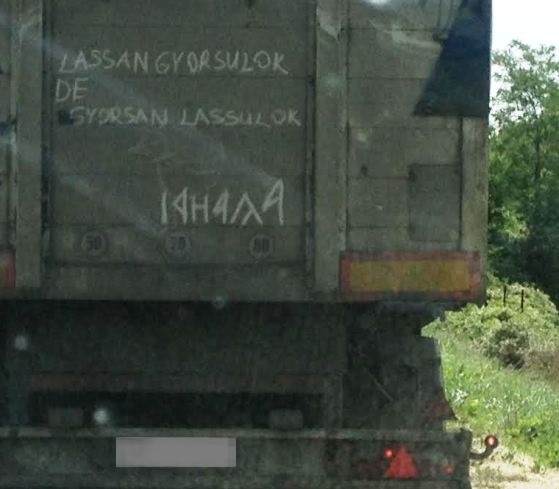 LASSAN GYORSULOK
DE
GYORSAN LASSULOK
50 70 80